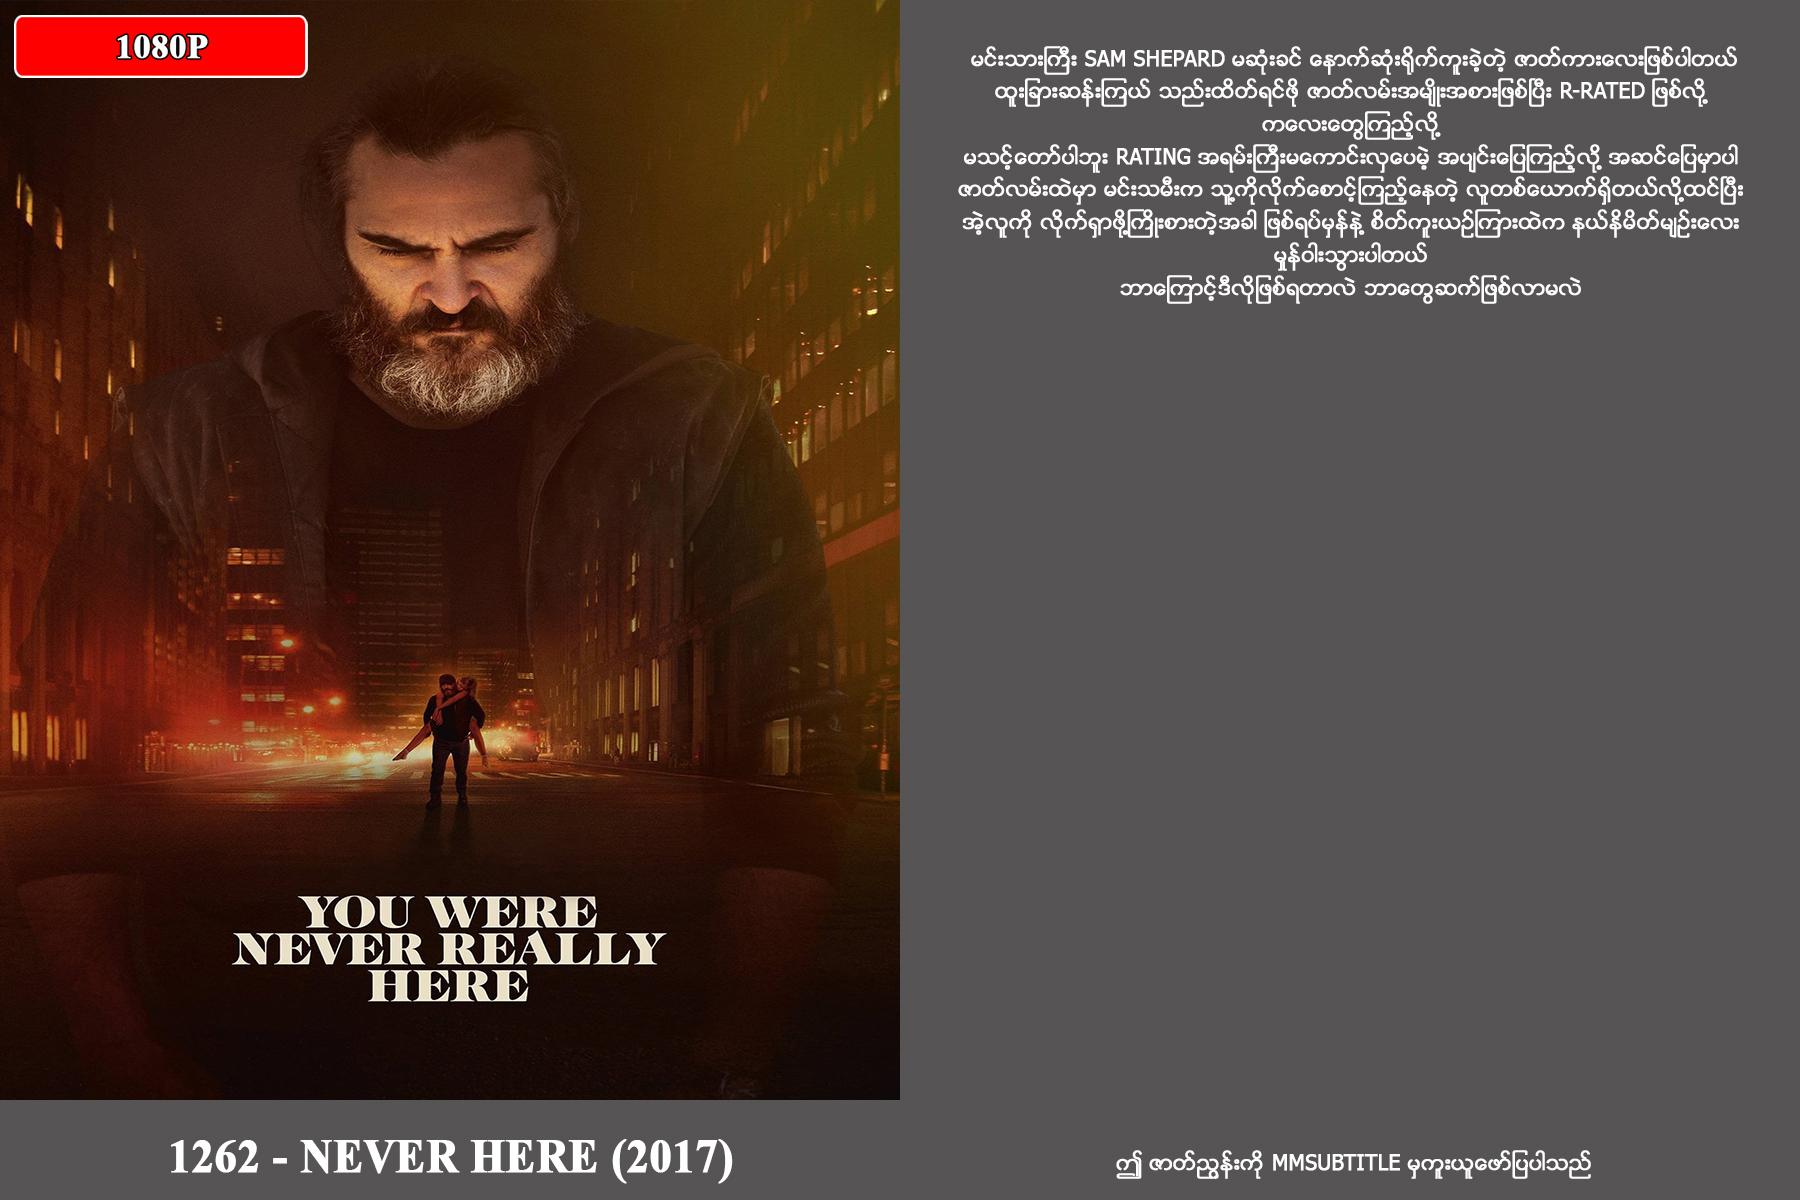 1080P
မင်းသားကြီး SAM SHEPARD မဆုံးခင် နောက်ဆုံးရိုက်ကူးခဲ့တဲ့ ဇာတ်ကားလေးဖြစ်ပါတယ်
ထူးခြားဆန်းကြယ် သည်းထိတ်ရင်ဖို ဇာတ်လမ်းအမျိုးအစားဖြစ်ပြီး R-RATED ဖြစ်လို့
ကလေးတွေကြည့်လို့
မသင့်တော်ပါဘူး RATING အရမ်းကြီးမကောင်းလှပေမဲ့ အပျင်းပြေကြည့်လို့ အဆင်ပြေမှာပါ
ဇာတ်လမ်းထဲမှာ မင်းသမီးက သူ့ကိုလိုက်စောင့်ကြည့်နေတဲ့ လူတစ်ယောက်ရှိတယ်လို့ထင်ပြီး
အဲ့လူကို လိုက်ရှာဖို့ကြိုးစားတဲ့အခါ ဖြစ်ရပ်မှန်နဲ့ စိတ်ကူးယဉ်ကြားထဲက နယ်နိမိတ်မျဉ်းလေး
မှုန်ဝါးသွားပါတယ်
ဘာကြောင့်ဒီလိုဖြစ်ရတာလဲ ဘာတွေဆက်ဖြစ်လာမလဲ
YOU WERE
NEVER REALLY
HERE
1262 - NEVER HERE (2017)
ဤ ဇာတ်ညွှန်းကို MMSUBTITLE မှကူးယူဖော်ပြပါသည်